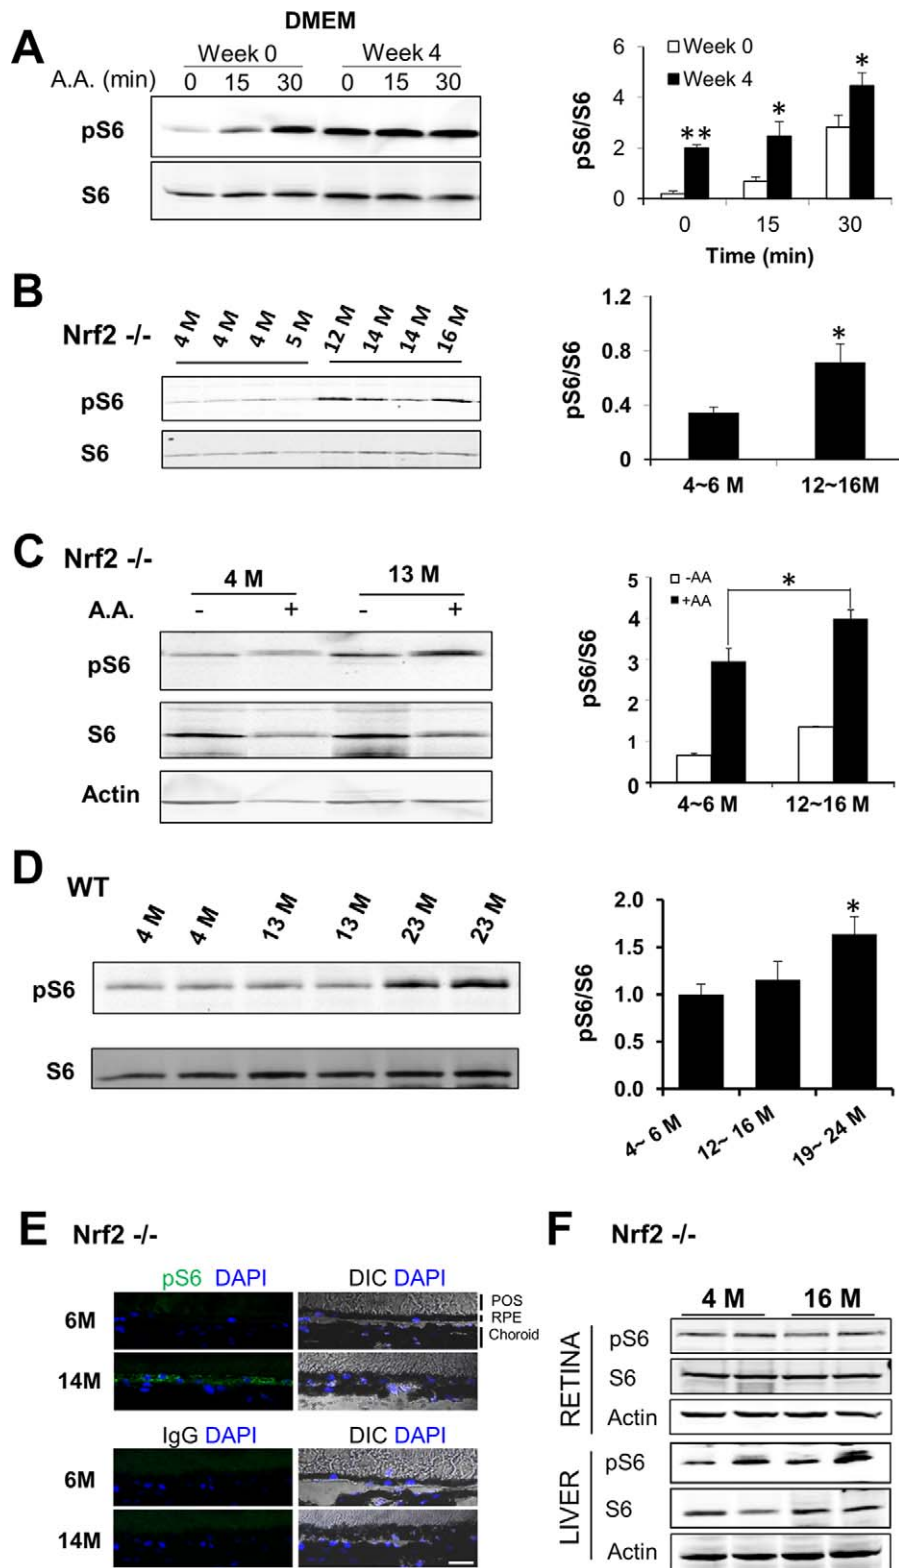 A
DMEM
Week 0 Week 4
A.A. (min) 0 15 30 0 15 30
pS6
S6
6
4
2
0
pS6/S6
Week 0
Week 4
** * *
0 15 30
Time (min)
B
Nrf2 -/-
4 M 4 M 4 M 5 M 12 M 14 M 14 M 16 M
pS6
S6
1.2
0.8
0.4
0
pS6/S6
*
4~6 M 12~16M
C
Nrf2 -/-
4 M 13 M
A.A. - + - +
pS6
S6
Actin
5
4
3
2
1
0
pS6/S6
-AA
+AA
*
4~6 M 12~16 M
D
WT
4 M 4 M 13 M 13 M 23 M 23 M
pS6
S6
2.0
1.5
1.0
0.5
0.0
pS6/S6
*
4~ 6 M 12~ 16 M 19~ 24 M
E
Nrf2 -/-
pS6 DAPI DIC DAPI
6M
POS
RPE
Choroid
14M
IgG DAPI DIC DAPI
6M
14M
F
Nrf2 -/-
4 M 16 M
RETINA
pS6
S6
Actin
LIVER
pS6
S6
Actin